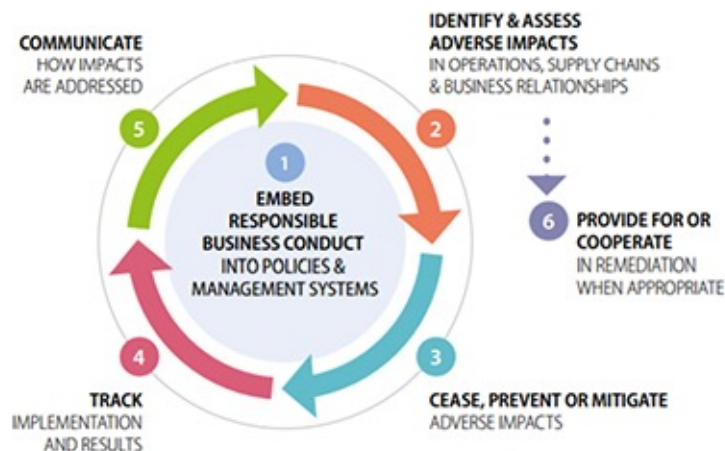 COMMUNICATE
HOW IMPACTS
ARE ADDRESSED
5
IDENTIFY & ASSESS
ADVERSE IMPACTS
IN OPERATIONS, SUPPLY CHAINS
& BUSINESS RELATIONSHIPS
2
1
EMBED
RESPONSIBLE
BUSINESS CONDUCT
INTO POLICIES &
MANAGEMENT SYSTEMS
6
PROVIDE FOR OR
COOPERATE
IN REMEDIATION
WHEN APPROPRIATE
4
TRACK
IMPLEMENTATION
AND RESULTS
3
CEASE, PREVENT OR MITIGATE
ADVERSE IMPACTS